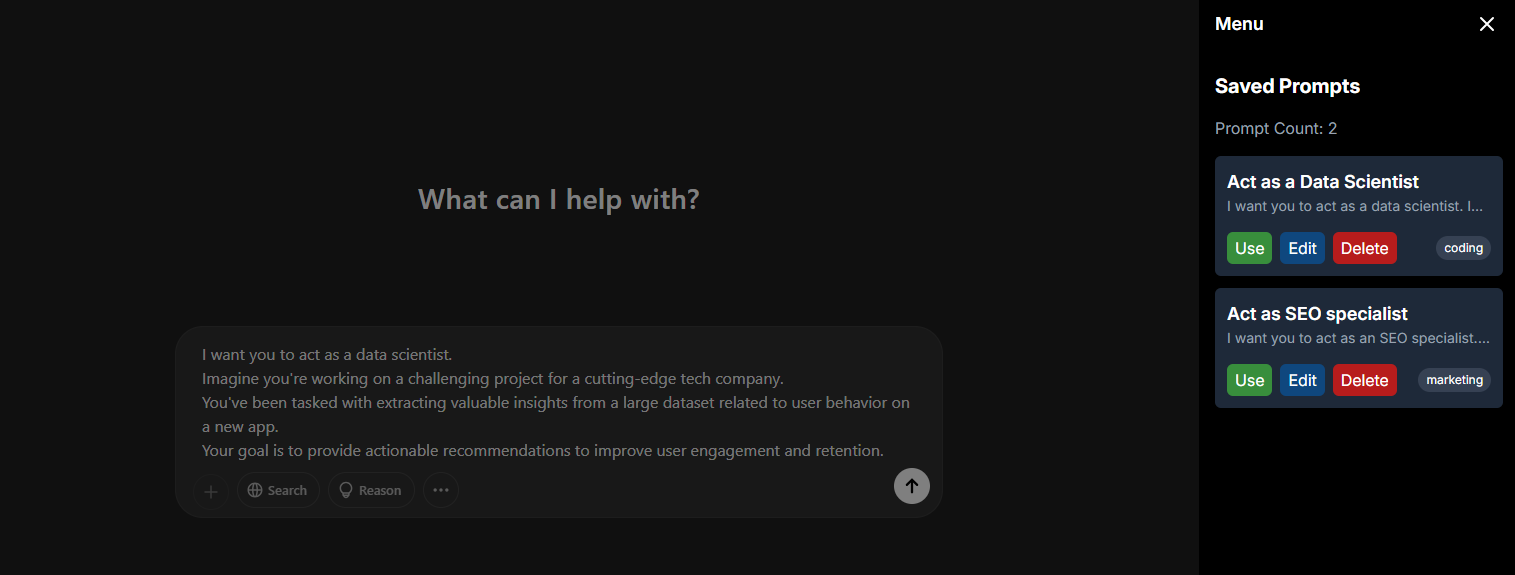 Menu
Saved Prompts
Prompt Count: 2
Act as a Data Scientist
I want you to act as a data scientist. I...
Use Edit Delete coding
Act as SEO specialist
I want you to act as an SEO specialist....
Use Edit Delete marketing
What can I help with?
I want you to act as a data scientist.
Imagine you're working on a challenging project for a cutting-edge tech company.
You've been tasked with extracting valuable insights from a large dataset related to user behavior on
a new app.
Your goal is to provide actionable recommendations to improve user engagement and retention.
Search Reason